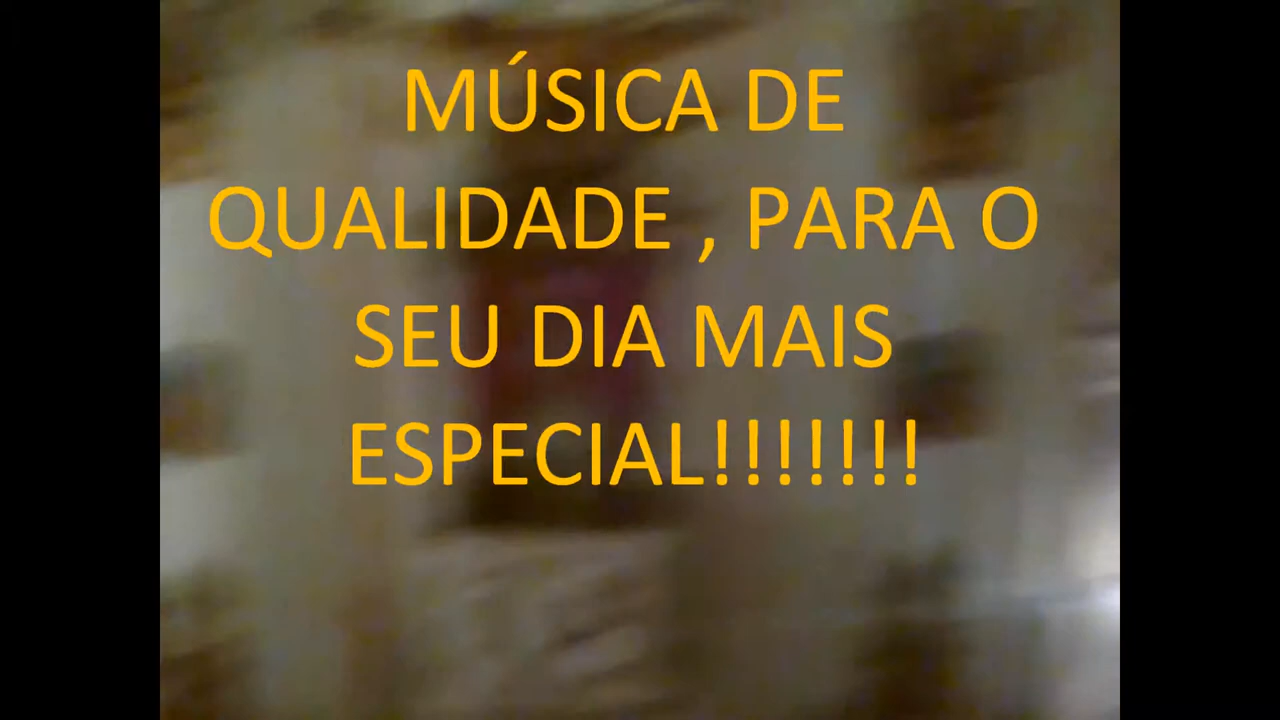 MÚSICA DE
QUALIDADE , PARA O
SEU DIA MAIS
ESPECIAL!!!!!!!